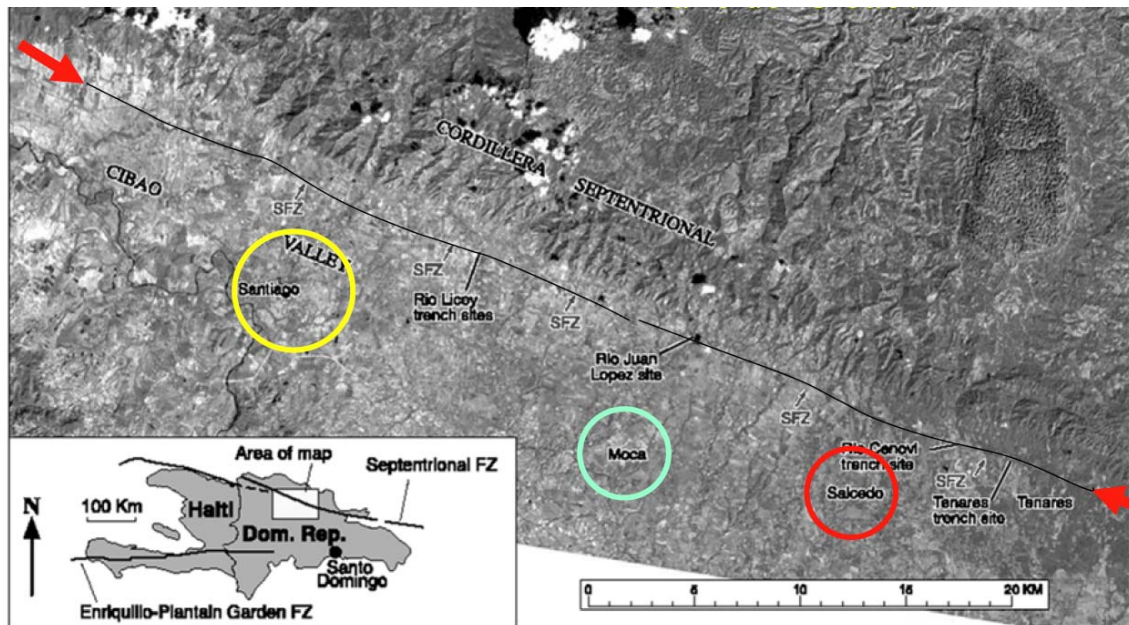 CORDILLERA
SEPTENTRIONAL
CIBAO
VALLEY
SFZ
Santiago
SFZ
Rio Licey
trench sites
SFZ
Rio Juan
Lopez site
SFZ
Moca
Rio Cenovi
trench site
SFZ
Salcedo
Tenares
trench site
Tenares
Area of map
Septentrional FZ
N
100 Km
Haiti
Dom. Rep.
Santo
Domingo
Enriquillo-Plantain Garden FZ
0 5 10 15 20 KM